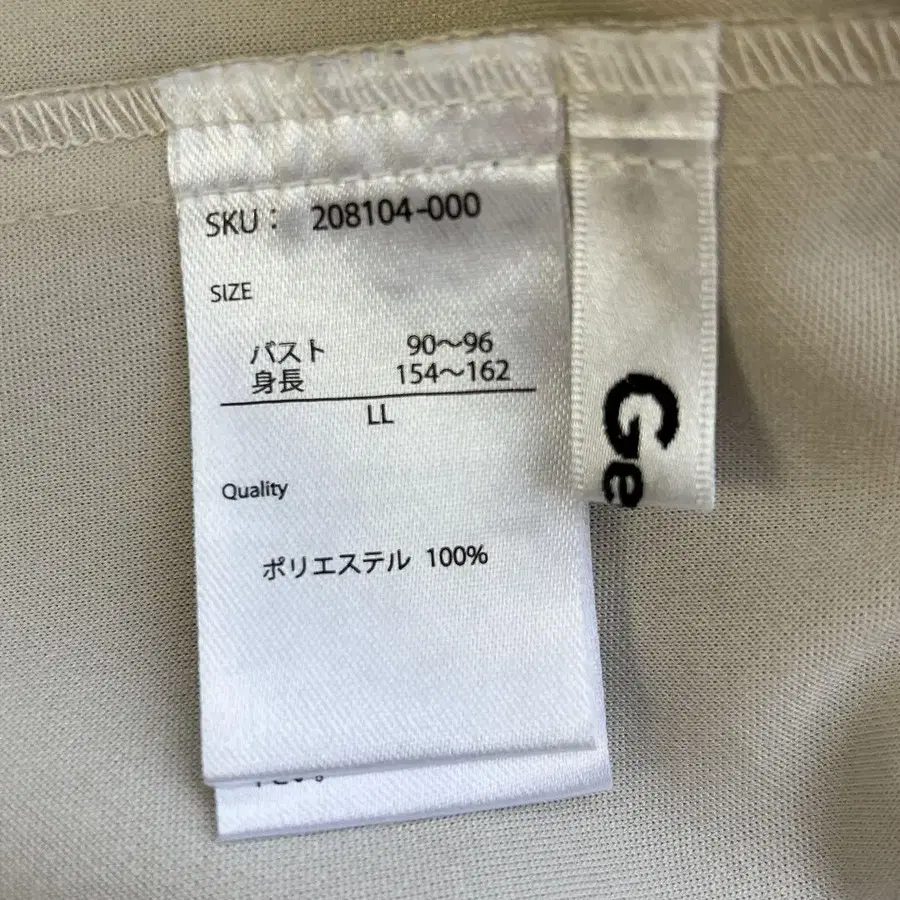 SKU： 208104-000
SIZE
バスト 90～96
身長 154～162
LL
Quality
ポリエステル 100%
Ge